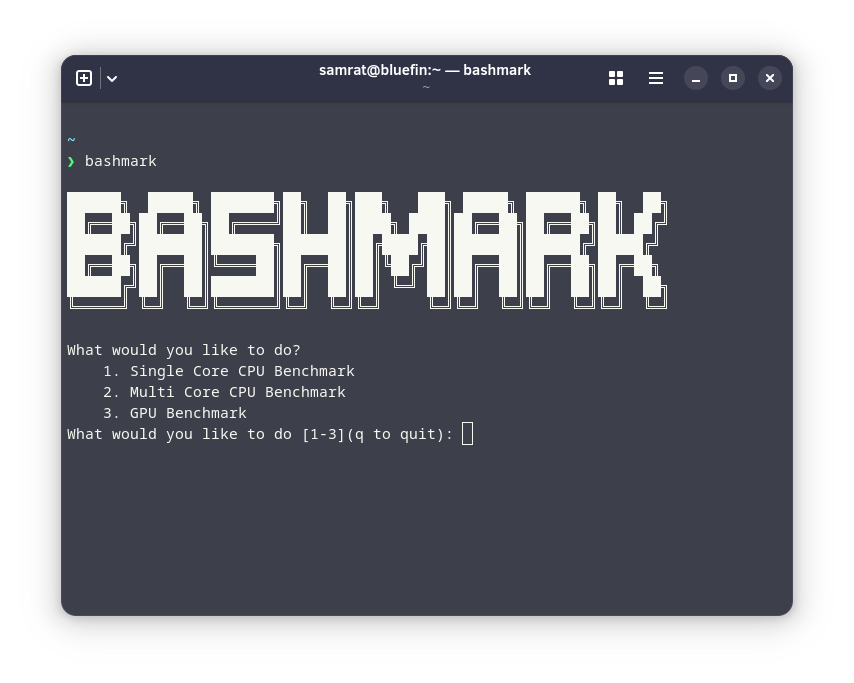 samrat@bluefin:~ — bashmark
~
~
❯ bashmark
BASHMARK
What would you like to do?
1. Single Core CPU Benchmark
2. Multi Core CPU Benchmark
3. GPU Benchmark
What would you like to do [1-3](q to quit):